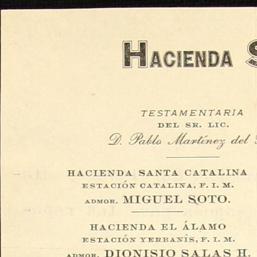 HACIENDA S
TESTAMENTARIA
DEL SR. LIC.
D. Pablo Martínez del
HACIENDA SANTA CATALINA
ESTACIÓN CATALINA, F. I. M.
ADMOR. MIGUEL SOTO.
HACIENDA EL ÁLAMO
ESTACIÓN YERBANÍS, F. I. M.
ADMOR. DIONISIO SALAS H.